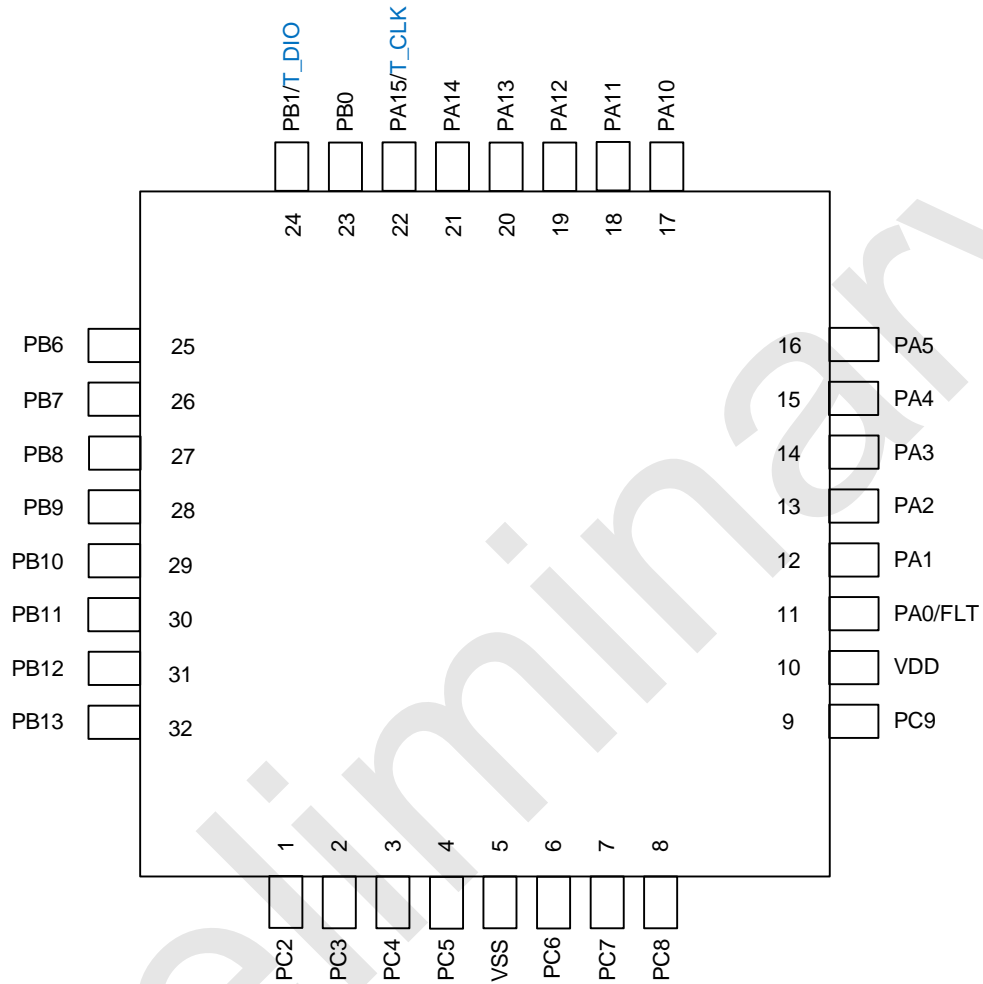 PB1/T_DIO
PB0
PA15/T_CLK
PA14
PA13
PA12
PA11
PA10
24
23
22
21
20
19
18
17
PB6 25
PB7 26
PB8 27
PB9 28
PB10 29
PB11 30
PB12 31
PB13 32
16 PA5
15 PA4
14 PA3
13 PA2
12 PA1
11 PA0/FLT
10 VDD
9 PC9
1
2
3
4
5
6
7
8
PC2
PC3
PC4
PC5
VSS
PC6
PC7
PC8
eliminary